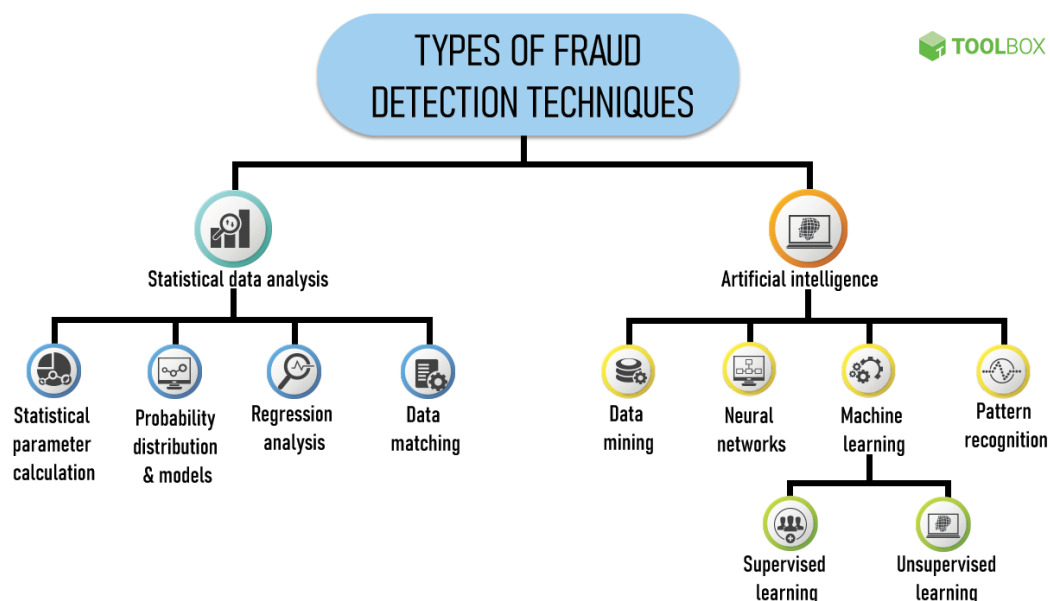 TYPES OF FRAUD
DETECTION TECHNIQUES
TOOLBOX
Statistical data analysis
Artificial intelligence
Statistical
parameter
calculation
Probability
distribution
& models
Regression
analysis
Data
matching
Data
mining
Neural
networks
Machine
learning
Pattern
recognition
Supervised
learning
Unsupervised
learning